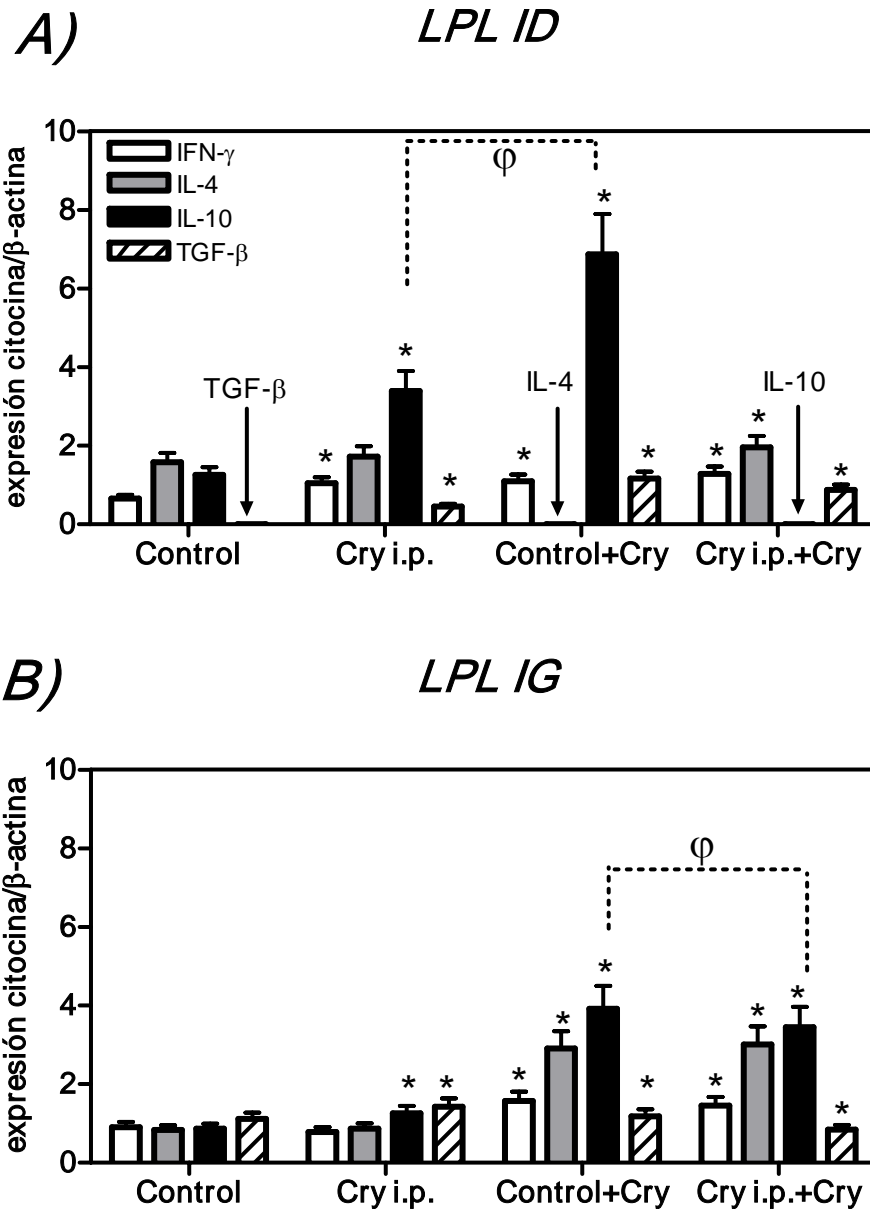 A)
LPL ID
expresión citocina/β-actina
10
8
6
4
2
0
IFN-γ
IL-4
IL-10
TGF-β
φ
*
*
TGF-β
IL-4
IL-10
* * * * * * *
Control Cry i.p. Control+Cry Cry i.p.+Cry
B)
LPL IG
expresión citocina/β-actina
10
8
6
4
2
0
φ
* * * * * * * * * *
Control Cry i.p. Control+Cry Cry i.p.+Cry